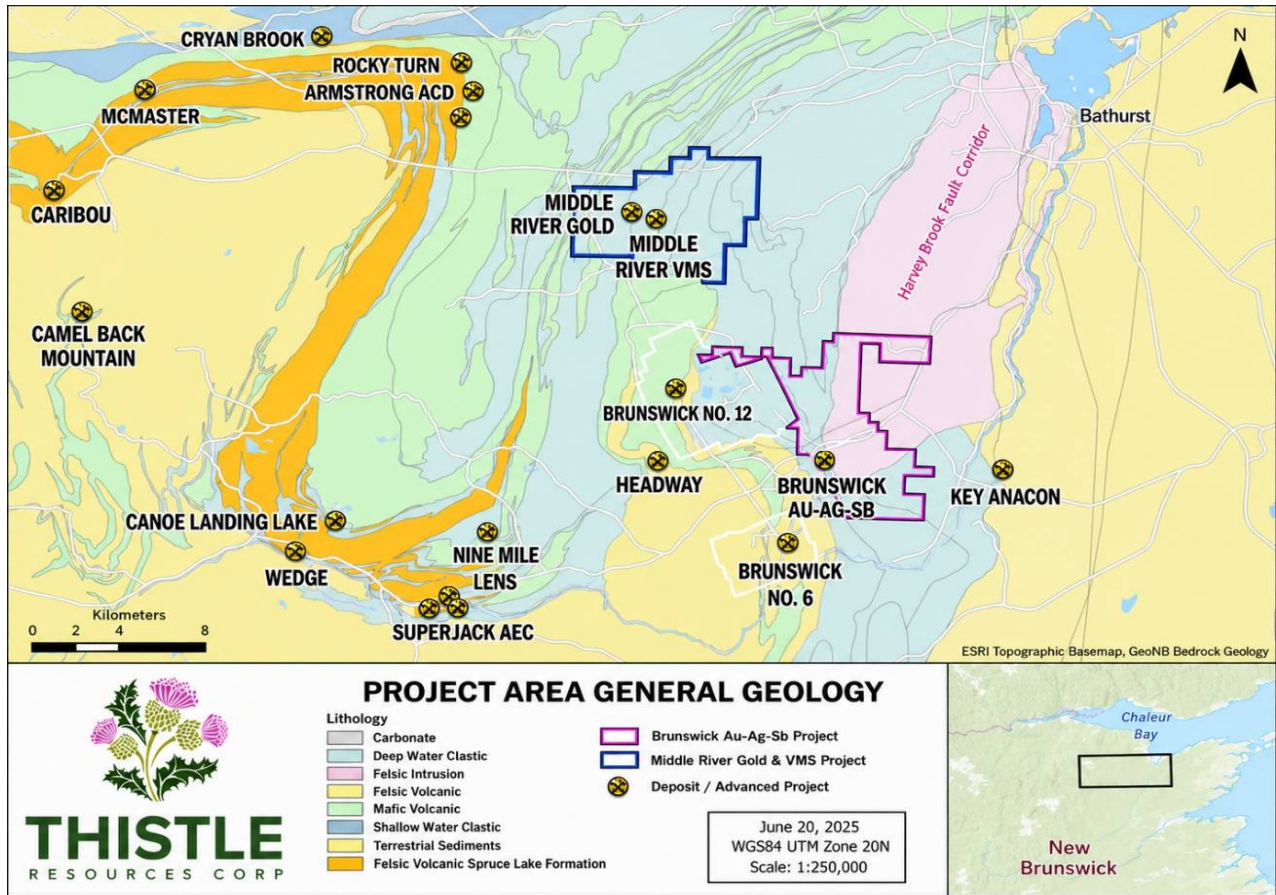 CRYAN BROOK
ROCKY TURN
ARMSTRONG ACD
MCMASTER
CARIBOU
N
Bathurst
Harvey Brook Fault Corridor
MIDDLE
RIVER GOLD
MIDDLE
RIVER VMS
CAMEL BACK
MOUNTAIN
BRUNSWICK NO. 12
HEADWAY
BRUNSWICK
AU-AG-SB
KEY ANACON
CANOE LANDING LAKE
WEDGE
NINE MILE
LENS
BRUNSWICK
NO. 6
SUPERJACK AEC
Kilometers
0 2 4 8
ESRI Topographic Basemap, GeoNB Bedrock Geology
THISTLE
RESOURCES CORP
PROJECT AREA GENERAL GEOLOGY
Lithology
Carbonate
Deep Water Clastic
Felsic Intrusion
Felsic Volcanic
Mafic Volcanic
Shallow Water Clastic
Terrestrial Sediments
Felsic Volcanic Spruce Lake Formation
Brunswick Au-Ag-Sb Project
Middle River Gold & VMS Project
Deposit / Advanced Project
June 20, 2025
WGS84 UTM Zone 20N
Scale: 1:250,000
Chaleur
Bay
New
Brunswick